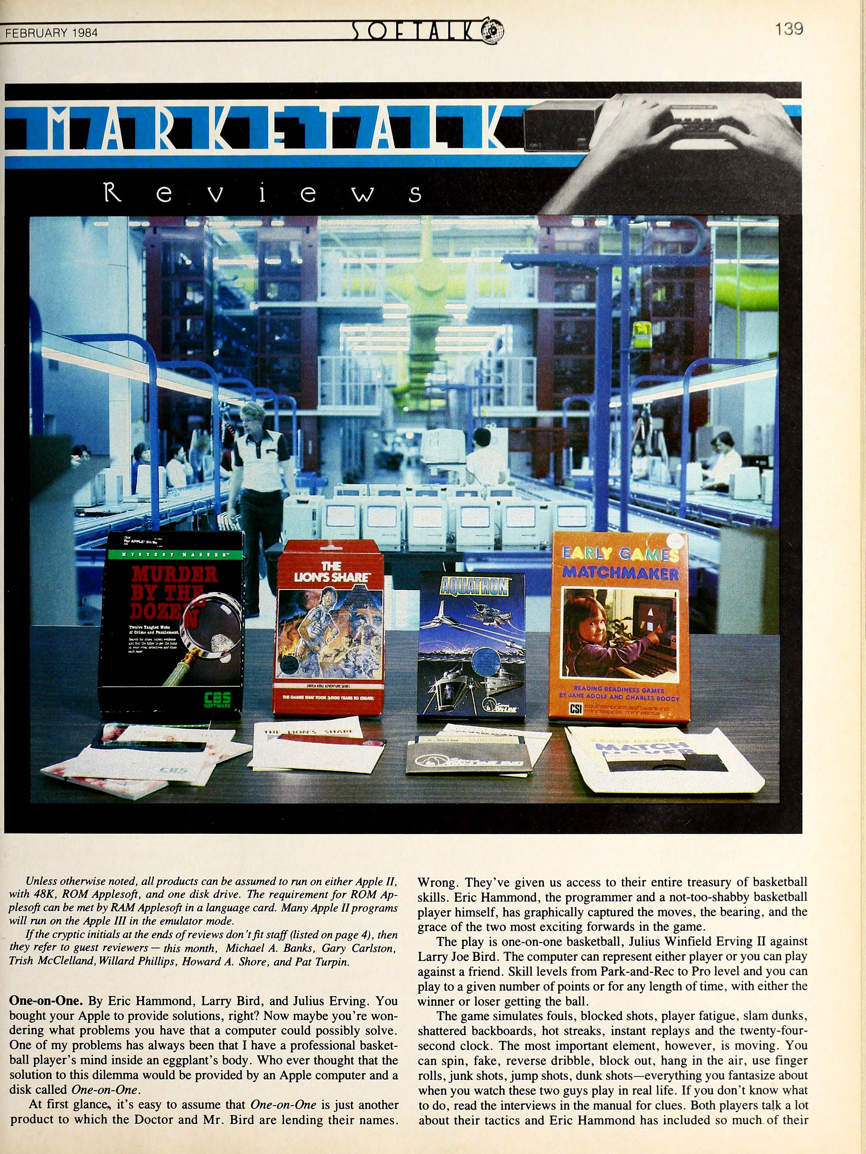 FEBRUARY 1984
SOFTALK
139
MARKETALK
Reviews
MYSTERY MASTER
MURDER
BY THE
DOZEN
Twelve Tangled Webs
of Crime and Puzzlement.
CBS
SOFTWARE
THE
LION'S SHARE
THE GAMES THAT TOOK 3,000 YEARS TO CREATE.
AQUATRON
EARLY GAMES
MATCHMAKER
READING READINESS GAMES
BY JANE ADOLF AND CHARLES BOODY
CSI
CBS
THE LION'S SHARE
MATCH
Unless otherwise noted, all products can be assumed to run on either Apple II,
with 48K, ROM Applesoft, and one disk drive. The requirement for ROM Ap-
plesoft can be met by RAM Applesoft in a language card. Many Apple II programs
will run on the Apple III in the emulator mode.
If the cryptic initials at the ends of reviews don't fit staff (listed on page 4), then
they refer to guest reviewers — this month, Michael A. Banks, Gary Carlston,
Trish McClelland, Willard Phillips, Howard A. Shore, and Pat Turpin.
One-on-One. By Eric Hammond, Larry Bird, and Julius Erving. You
bought your Apple to provide solutions, right? Now maybe you're won-
dering what problems you have that a computer could possibly solve.
One of my problems has always been that I have a professional basket-
ball player's mind inside an eggplant's body. Who ever thought that the
solution to this dilemma would be provided by an Apple computer and a
disk called One-on-One.
At first glance, it's easy to assume that One-on-One is just another
product to which the Doctor and Mr. Bird are lending their names.
Wrong. They've given us access to their entire treasury of basketball
skills. Eric Hammond, the programmer and a not-too-shabby basketball
player himself, has graphically captured the moves, the bearing, and the
grace of the two most exciting forwards in the game.
The play is one-on-one basketball, Julius Winfield Erving II against
Larry Joe Bird. The computer can represent either player or you can play
against a friend. Skill levels from Park-and-Rec to Pro level and you can
play to a given number of points or for any length of time, with either the
winner or loser getting the ball.
The game simulates fouls, blocked shots, player fatigue, slam dunks,
shattered backboards, hot streaks, instant replays and the twenty-four-
second clock. The most important element, however, is moving. You
can spin, fake, reverse dribble, block out, hang in the air, use finger
rolls, junk shots, jump shots, dunk shots—everything you fantasize about
when you watch these two guys play in real life. If you don't know what
to do, read the interviews in the manual for clues. Both players talk a lot
about their tactics and Eric Hammond has included so much of their